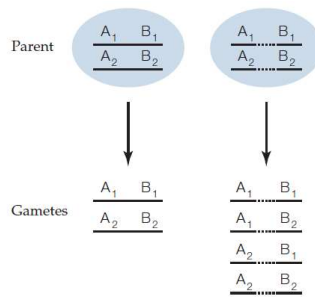 Parent
A₁ B₁
A₂ B₂
A₁ B₁
A₂ B₂
Gametes
A₁ B₁
A₂ B₂
A₁ B₁
A₁ B₂
A₂ B₁
A₂ B₂